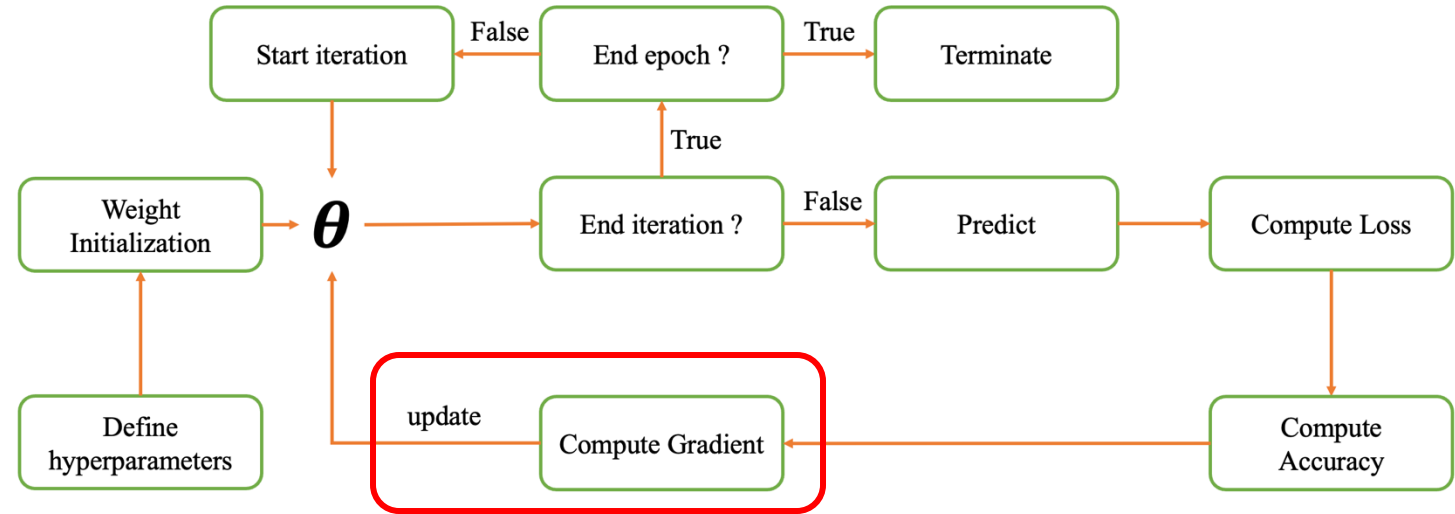 Start iteration
False
End epoch ?
True
Terminate
True
Weight
Initialization
θ
End iteration ?
False
Predict
Compute Loss
Define
hyperparameters
update
Compute Gradient
Compute
Accuracy